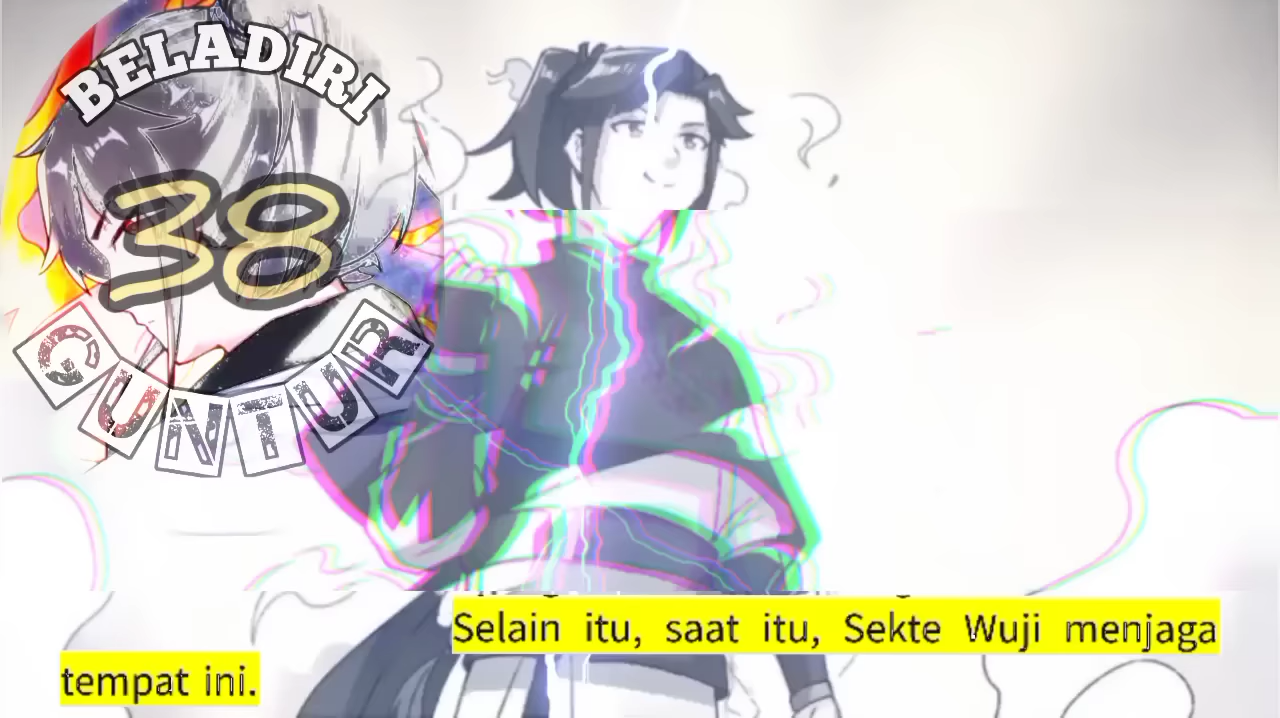 BELADIRI
38
GUNTUR
Selain itu, saat itu, Sekte Wuji menjaga
tempat ini.